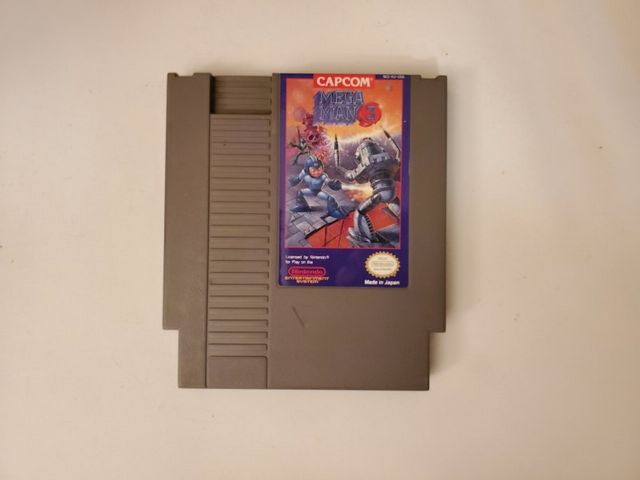 CAPCOM
MEGA
MAN 3
Licensed by Nintendo®
for Play on the
Nintendo
ENTERTAINMENT
SYSTEM
Made in Japan